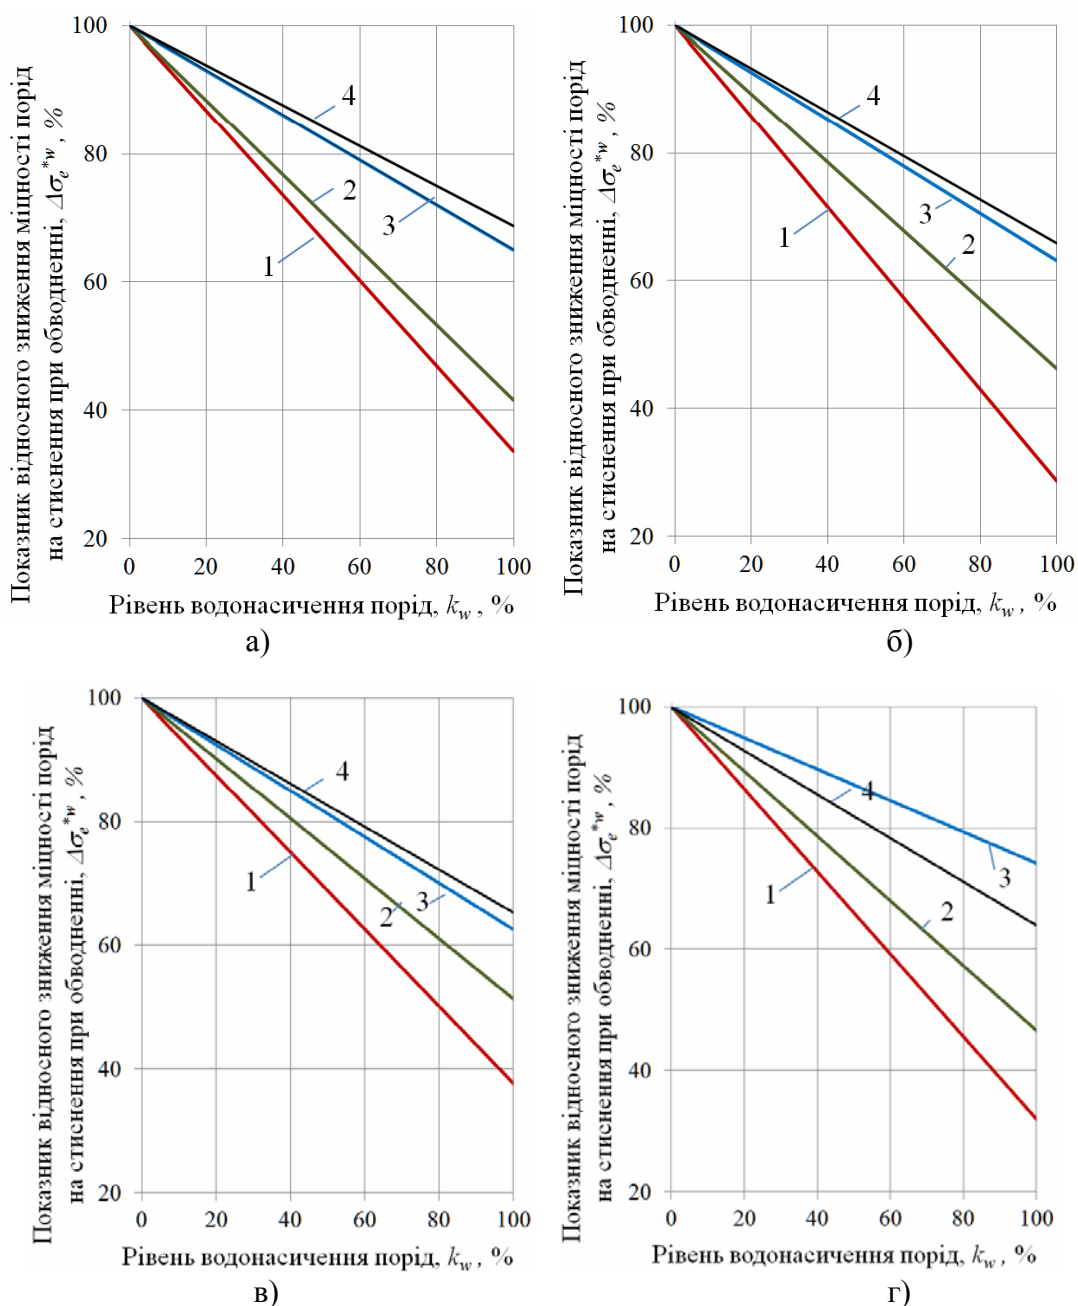 Показник відносного зниження міцності порід
на стиснення при обводненні, Δσe*w , %
100
80
60
40
20
4
3
2
1
0 20 40 60 80 100
Рівень водонасичення порід, kw , %
а)
Показник відносного зниження міцності порід
на стиснення при обводненні, Δσe*w , %
100
80
60
40
20
4
3
2
1
0 20 40 60 80 100
Рівень водонасичення порід, kw , %
б)
Показник відносного зниження міцності порід
на стиснення при обводненні, Δσe*w , %
100
80
60
40
20
4
1
3
2
0 20 40 60 80 100
Рівень водонасичення порід, kw , %
в)
Показник відносного зниження міцності порід
на стиснення при обводненні, Δσe*w , %
100
80
60
40
20
4
3
1
2
0 20 40 60 80 100
Рівень водонасичення порід, kw , %
г)